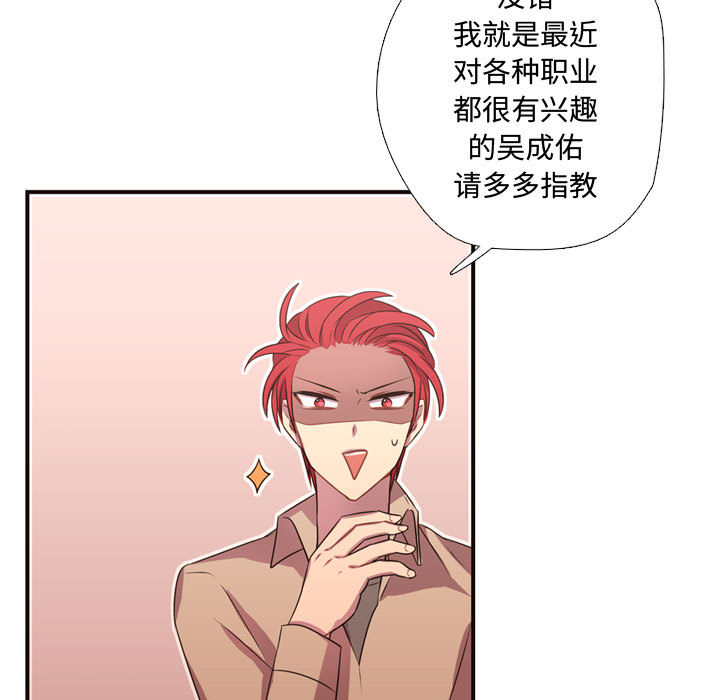 我就是最近
对各种职业
都很有兴趣
的吴成佑
请多多指教